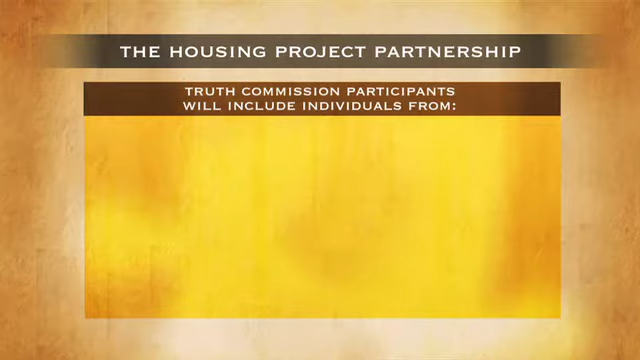 THE HOUSING PROJECT PARTNERSHIP
TRUTH COMMISSION PARTICIPANTS
WILL INCLUDE INDIVIDUALS FROM: